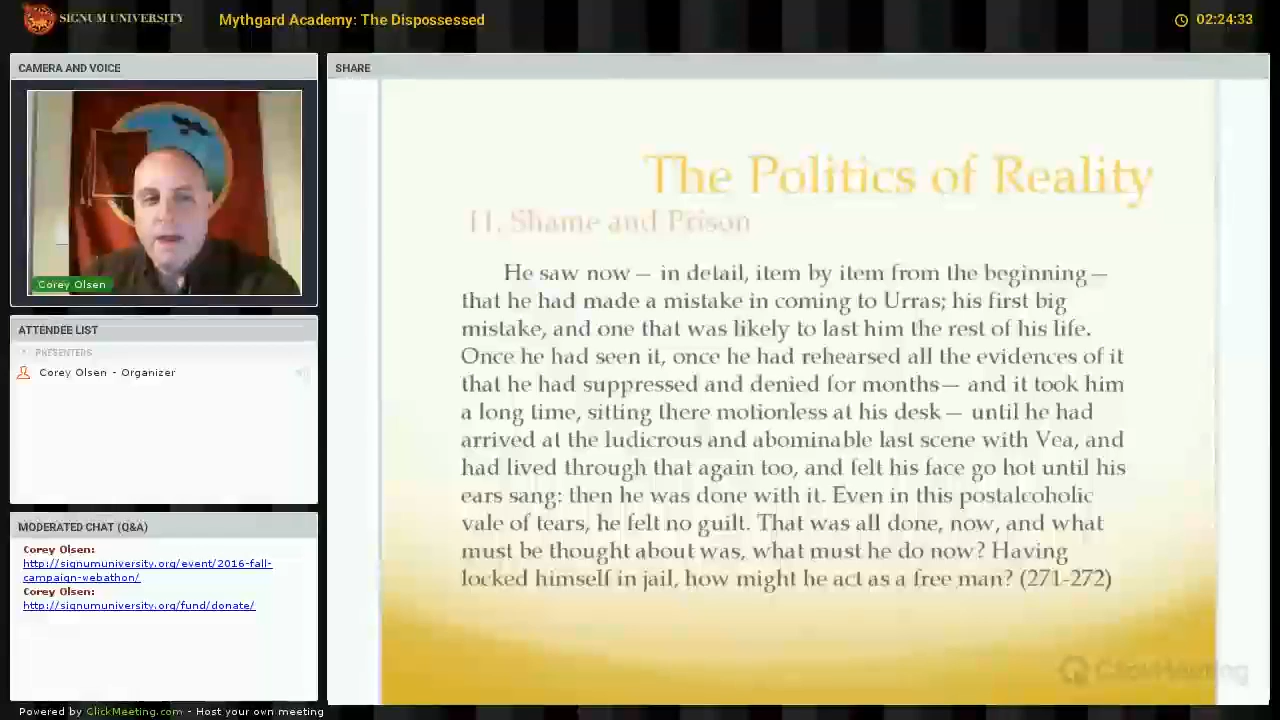 SIGNUM UNIVERSITY
Mythgard Academy: The Dispossessed
02:24:33
CAMERA AND VOICE
Corey Olsen
ATTENDEE LIST
PRESENTERS
Corey Olsen - Organizer
MODERATED CHAT (Q&A)
Corey Olsen:
http://signumuniversity.org/event/2016-fall-
campaign-webathon/
Corey Olsen:
http://signumuniversity.org/fund/donate/
Powered by ClickMeeting.com - Host your own meeting
SHARE
The Politics of Reality
11. Shame and Prison
He saw now — in detail, item by item from the beginning —
that he had made a mistake in coming to Urras; his first big
mistake, and one that was likely to last him the rest of his life.
Once he had seen it, once he had rehearsed all the evidences of it
that he had suppressed and denied for months — and it took him
a long time, sitting there motionless at his desk — until he had
arrived at the ludicrous and abominable last scene with Vea, and
had lived through that again too, and felt his face go hot until his
ears sang: then he was done with it. Even in this postalcoholic
vale of tears, he felt no guilt. That was all done, now, and what
must be thought about was, what must he do now? Having
locked himself in jail, how might he act as a free man? (271-272)
ClickMeeting